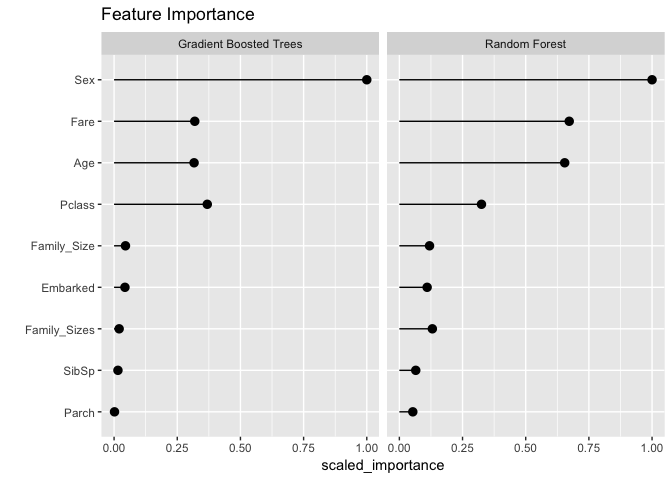 Feature Importance
Gradient Boosted Trees
Random Forest
Sex
Fare
Age
Pclass
Family_Size
Embarked
Family_Sizes
SibSp
Parch
0.00 0.25 0.50 0.75 1.00
0.00 0.25 0.50 0.75 1.00
scaled_importance